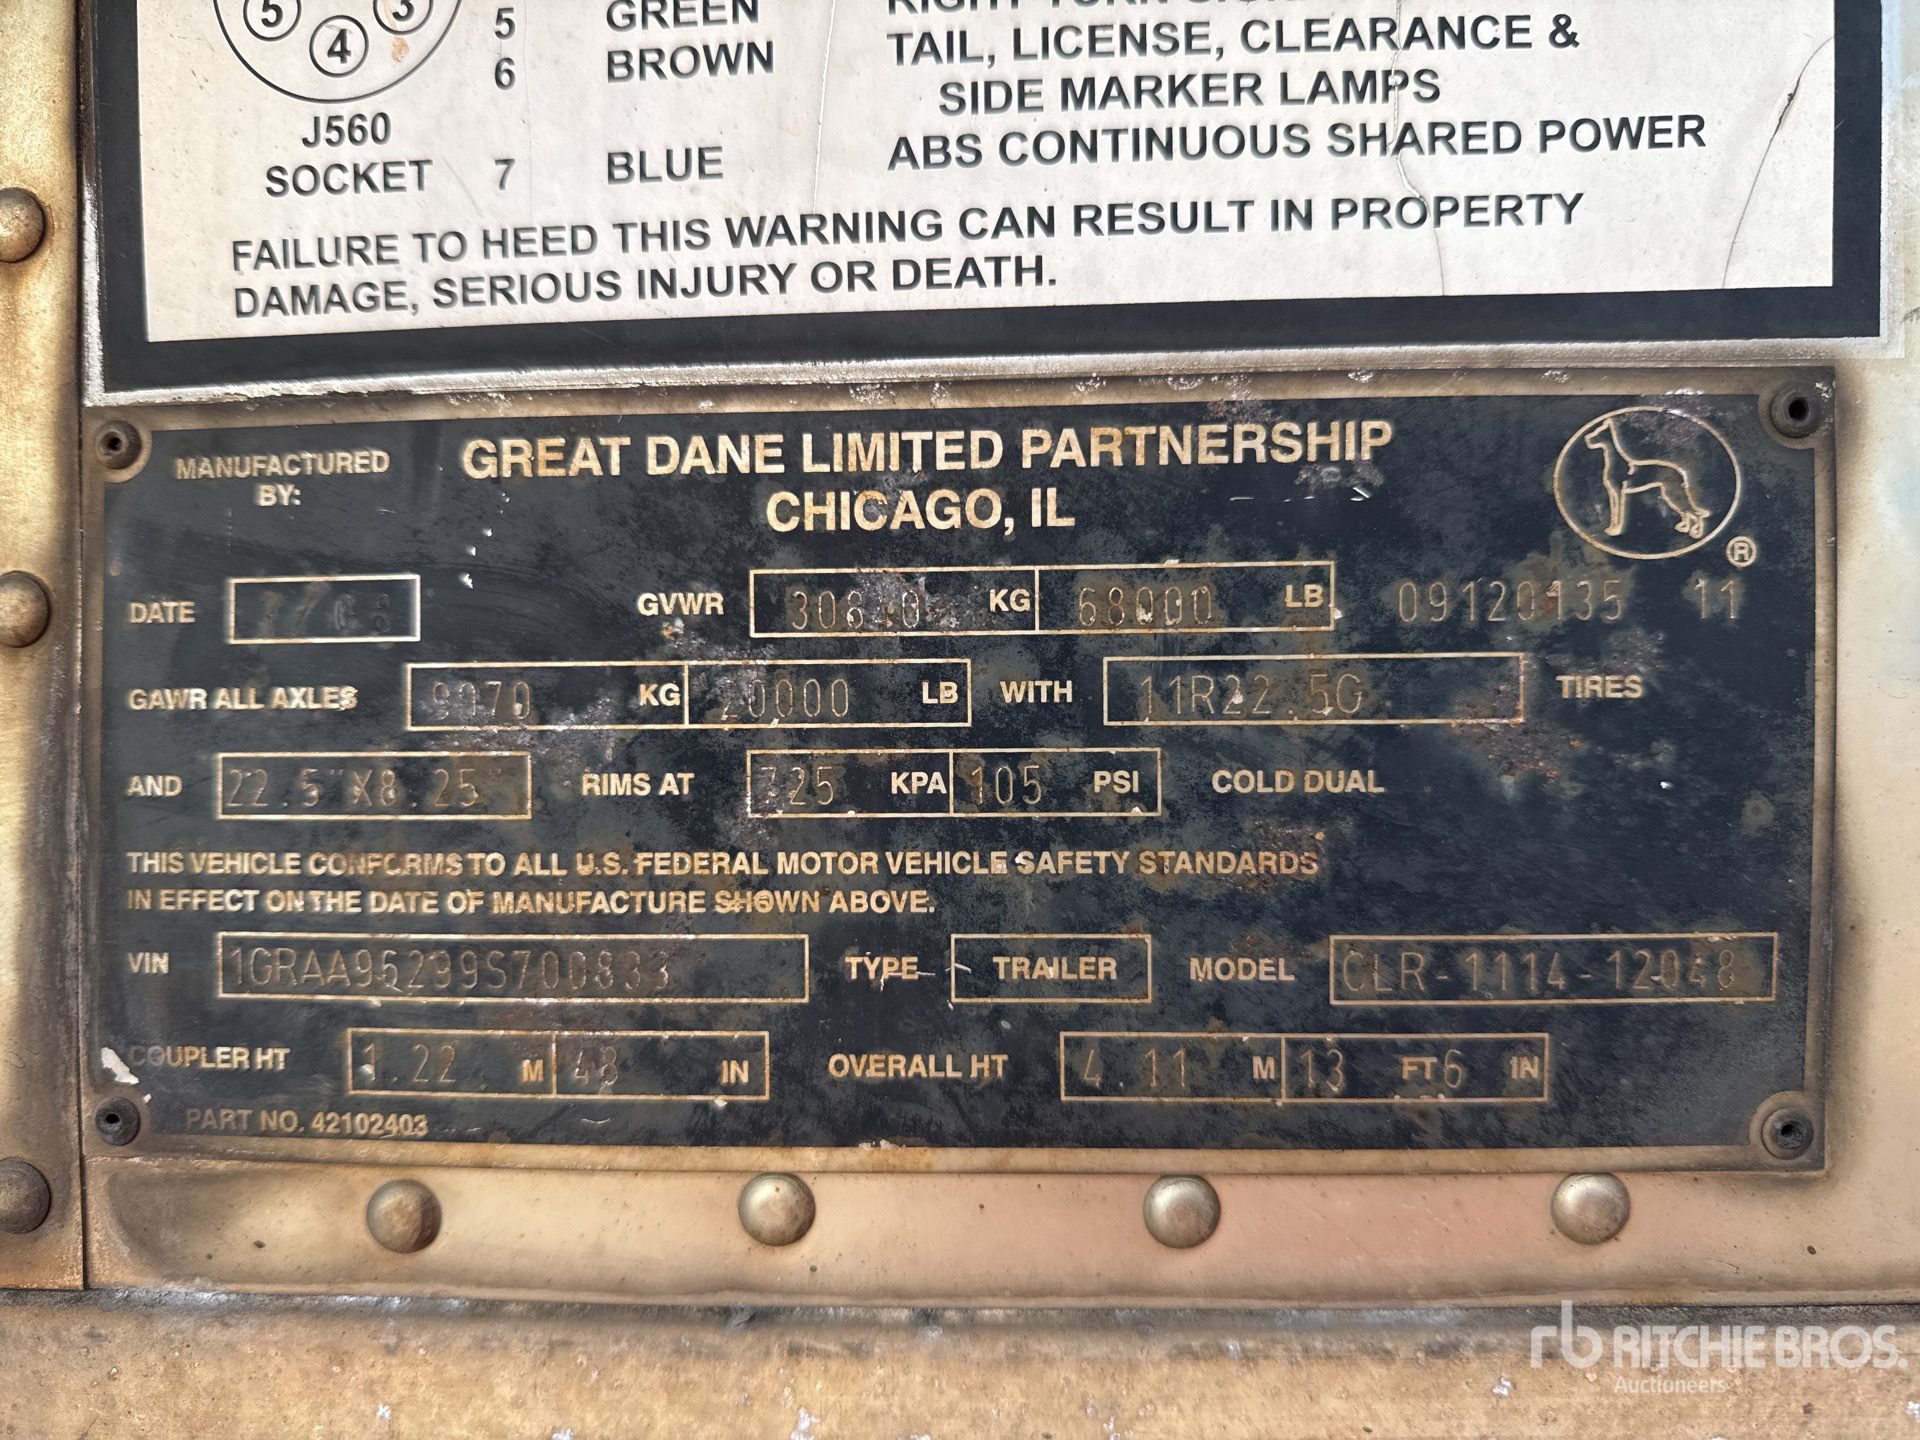 5 3
4
J560
SOCKET
5 GREEN
6 BROWN TAIL, LICENSE, CLEARANCE &
SIDE MARKER LAMPS
7 BLUE ABS CONTINUOUS SHARED POWER
FAILURE TO HEED THIS WARNING CAN RESULT IN PROPERTY
DAMAGE, SERIOUS INJURY OR DEATH.
MANUFACTURED BY: GREAT DANE LIMITED PARTNERSHIP
CHICAGO, IL
®
DATE GVWR 30840 KG 68000 LB 09120135 11
GAWR ALL AXLES 9070 KG 20000 LB WITH 11R22.5G TIRES
AND 22.5"X8.25" RIMS AT 725 KPA 105 PSI COLD DUAL
THIS VEHICLE CONFORMS TO ALL U.S. FEDERAL MOTOR VEHICLE SAFETY STANDARDS
IN EFFECT ON THE DATE OF MANUFACTURE SHOWN ABOVE.
VIN 1GRAA96299S700833 TYPE TRAILER MODEL CLR-1114-12048
COUPLER HT 1.22 M 48 IN OVERALL HT 4.11 M 13 FT 6 IN
PART NO. 42102403
rb RITCHIE BROS.
Auctioneers